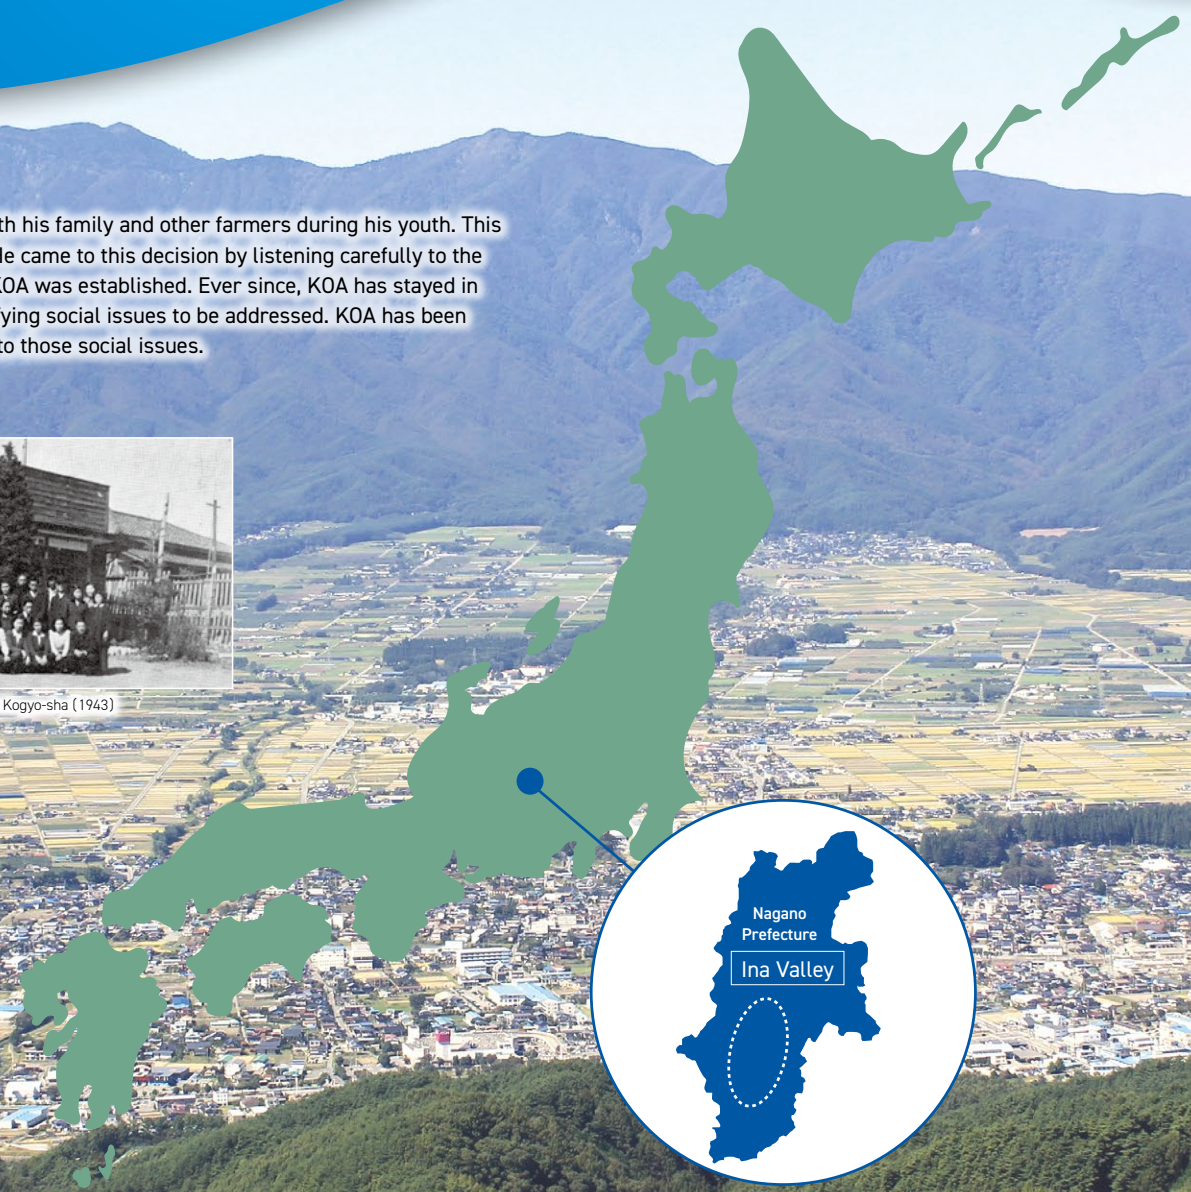 th his family and other farmers during his youth. This
He came to this decision by listening carefully to the
KOA was established. Ever since, KOA has stayed in
ying social issues to be addressed. KOA has been
to those social issues.
Kogyo-sha (1943)
Nagano
Prefecture
Ina Valley